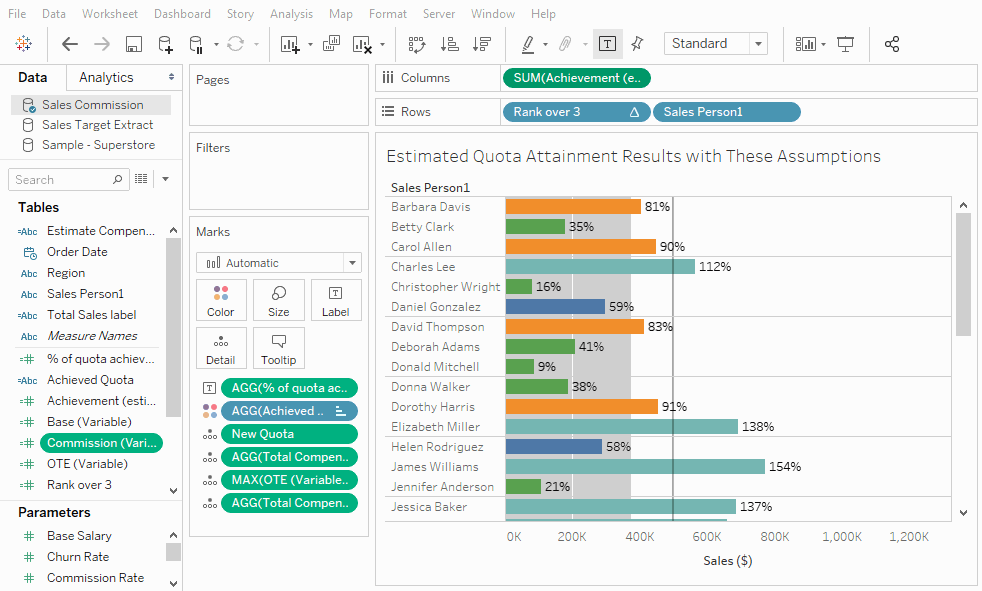 File Data Worksheet Dashboard Story Analysis Map Format Server Window Help
Standard
Data Analytics
Sales Commission
Sales Target Extract
Sample - Superstore
Search
Tables
Abc Estimate Compen...
Order Date
Abc Region
Abc Sales Person1
Abc Total Sales label
Abc Measure Names
% of quota achiev...
Abc Achieved Quota
Achievement (esti...
Base (Variable)
Commission (Vari...
OTE (Variable)
Rank over 3
Parameters
Base Salary
Churn Rate
Commission Rate
Pages
Filters
Marks
Automatic
Color Size Label
Detail Tooltip
AGG(% of quota ac..
AGG(Achieved ..
New Quota
AGG(Total Compen..
MAX(OTE (Variable..
AGG(Total Compen..
Columns SUM(Achievement (e..
Rows Rank over 3 Sales Person1
Estimated Quota Attainment Results with These Assumptions
Sales Person1
Barbara Davis 81%
Betty Clark 35%
Carol Allen 90%
Charles Lee 112%
Christopher Wright 16%
Daniel Gonzalez 59%
David Thompson 83%
Deborah Adams 41%
Donald Mitchell 9%
Donna Walker 38%
Dorothy Harris 91%
Elizabeth Miller 138%
Helen Rodriguez 58%
James Williams 154%
Jennifer Anderson 21%
Jessica Baker 137%
0K 200K 400K 600K 800K 1,000K 1,200K
Sales ($)